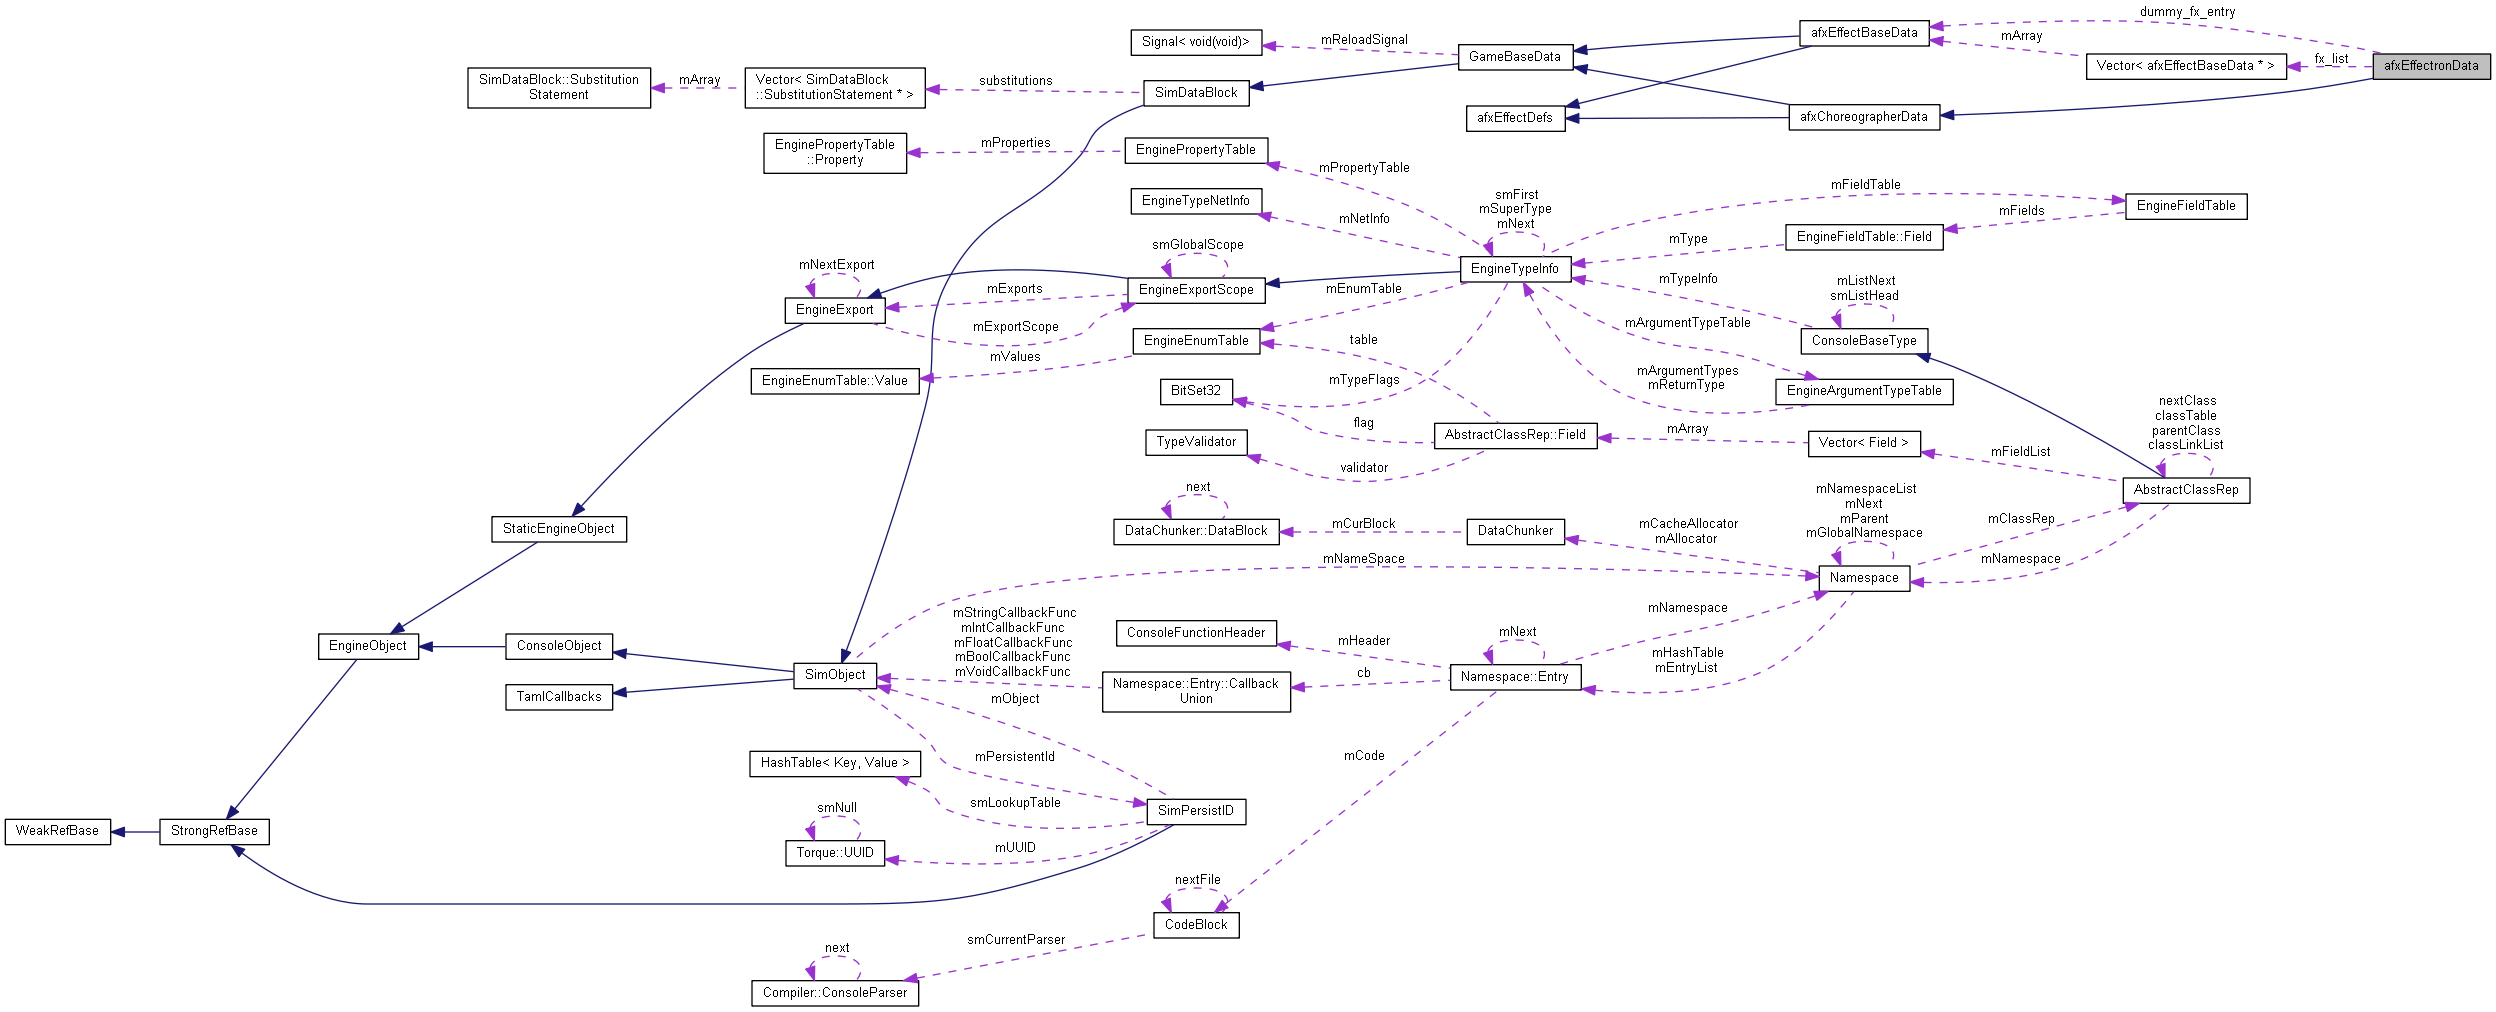 dummy_fx_entry
afxEffectBaseData
mArray
Signal< void(void)>
mReloadSignal
GameBaseData
fx_list
Vector< afxEffectBaseData * >
afxEffectronData
SimDataBlock::Substitution
Statement
mArray
Vector< SimDataBlock
::SubstitutionStatement * >
substitutions
SimDataBlock
afxEffectDefs
afxChoreographerData
EnginePropertyTable
::Property
mProperties
EnginePropertyTable
mPropertyTable
EngineTypeNetInfo
mNetInfo
smFirst
mSuperType
mNext
mFieldTable
mFields
EngineFieldTable
mType
EngineFieldTable::Field
smGlobalScope
mNextExport
EngineTypeInfo
mExports
EngineExportScope
mEnumTable
mTypeInfo
mListNext
smListHead
EngineExport
mExportScope
mArgumentTypeTable
ConsoleBaseType
EngineEnumTable
table
mValues
EngineEnumTable::Value
mTypeFlags
mArgumentTypes
mReturnType
EngineArgumentTypeTable
BitSet32
flag
nextClass
classTable
parentClass
classLinkList
TypeValidator
AbstractClassRep::Field
mArray
Vector< Field >
mFieldList
validator
AbstractClassRep
next
mNamespaceList
mNext
mParent
mGlobalNamespace
StaticEngineObject
DataChunker::DataBlock
mCurBlock
DataChunker
mCacheAllocator
mAllocator
mClassRep
mNameSpace
mNamespace
Namespace
mStringCallbackFunc
mIntCallbackFunc
mFloatCallbackFunc
mBoolCallbackFunc
mVoidCallbackFunc
mNamespace
ConsoleFunctionHeader
mHeader
mNext
EngineObject
ConsoleObject
mHashTable
mEntryList
SimObject
Namespace::Entry::Callback
Union
cb
Namespace::Entry
TamlCallbacks
mObject
mPersistentId
mCode
HashTable< Key, Value >
smLookupTable
smNull
SimPersistID
WeakRefBase
StrongRefBase
Torque::UUID
mUUID
nextFile
CodeBlock
smCurrentParser
next
Compiler::ConsoleParser